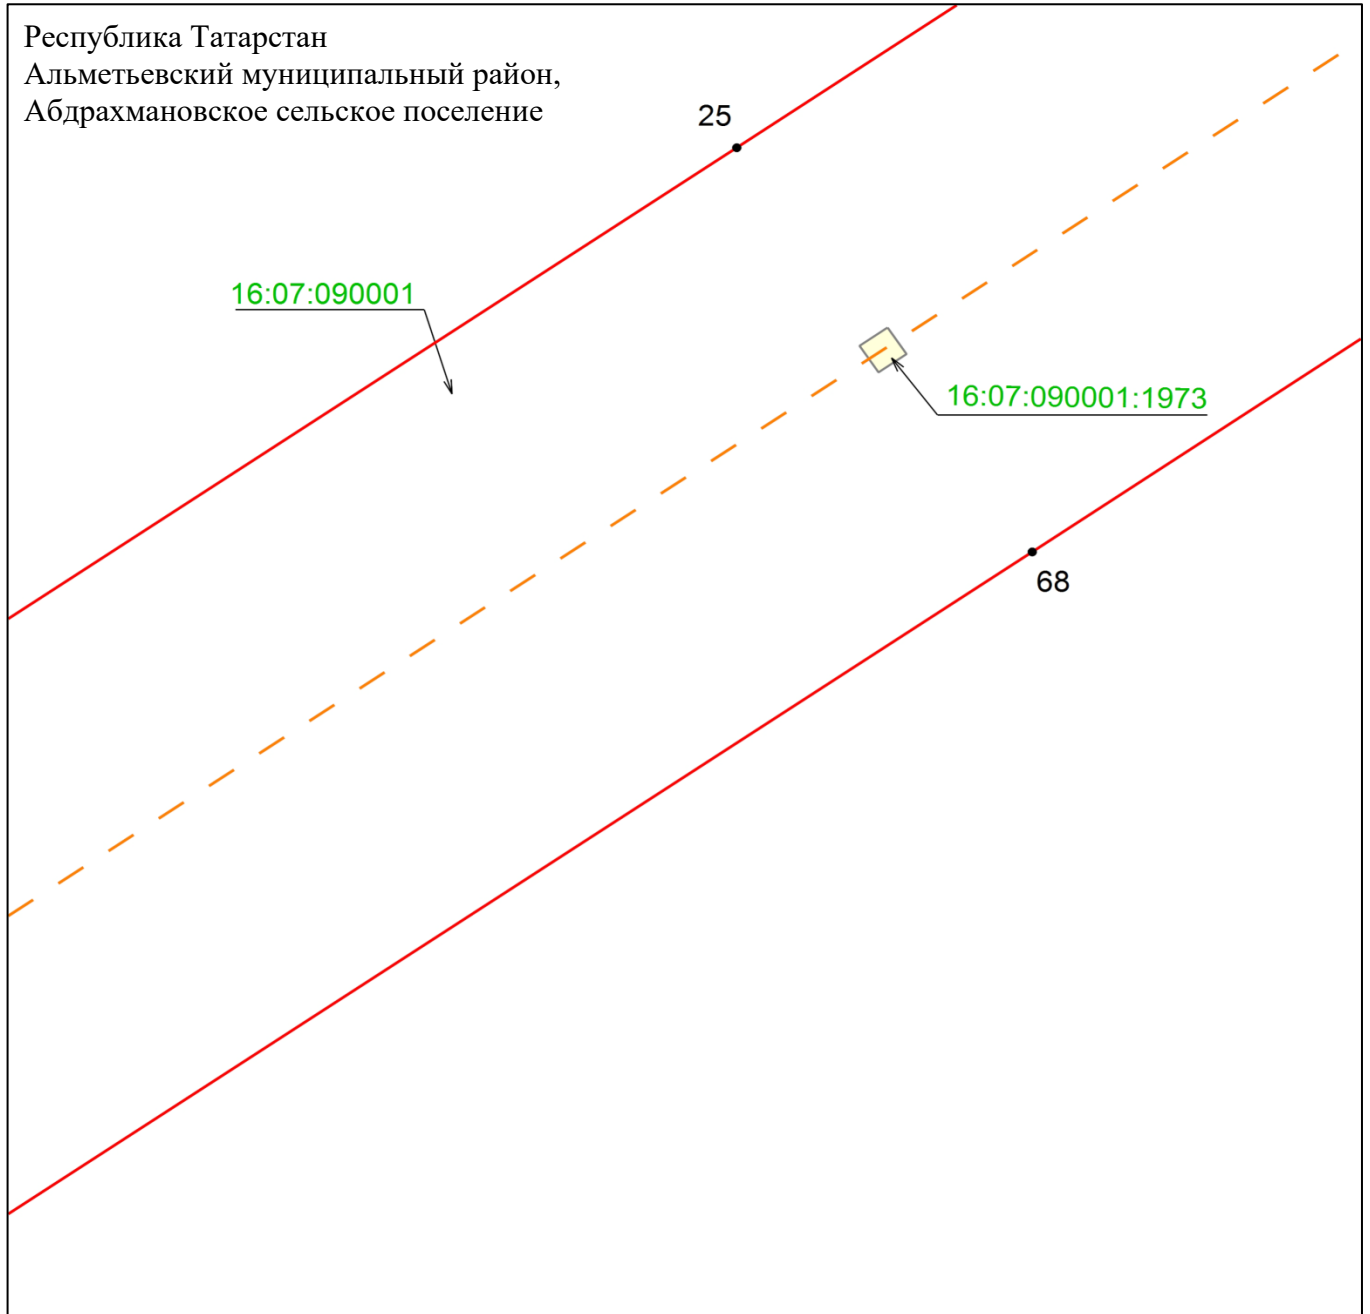 Республика Татарстан
Альметьевский муниципальный район,
Абдрахмановское сельское поселение
25
16:07:090001
16:07:090001:1973
68